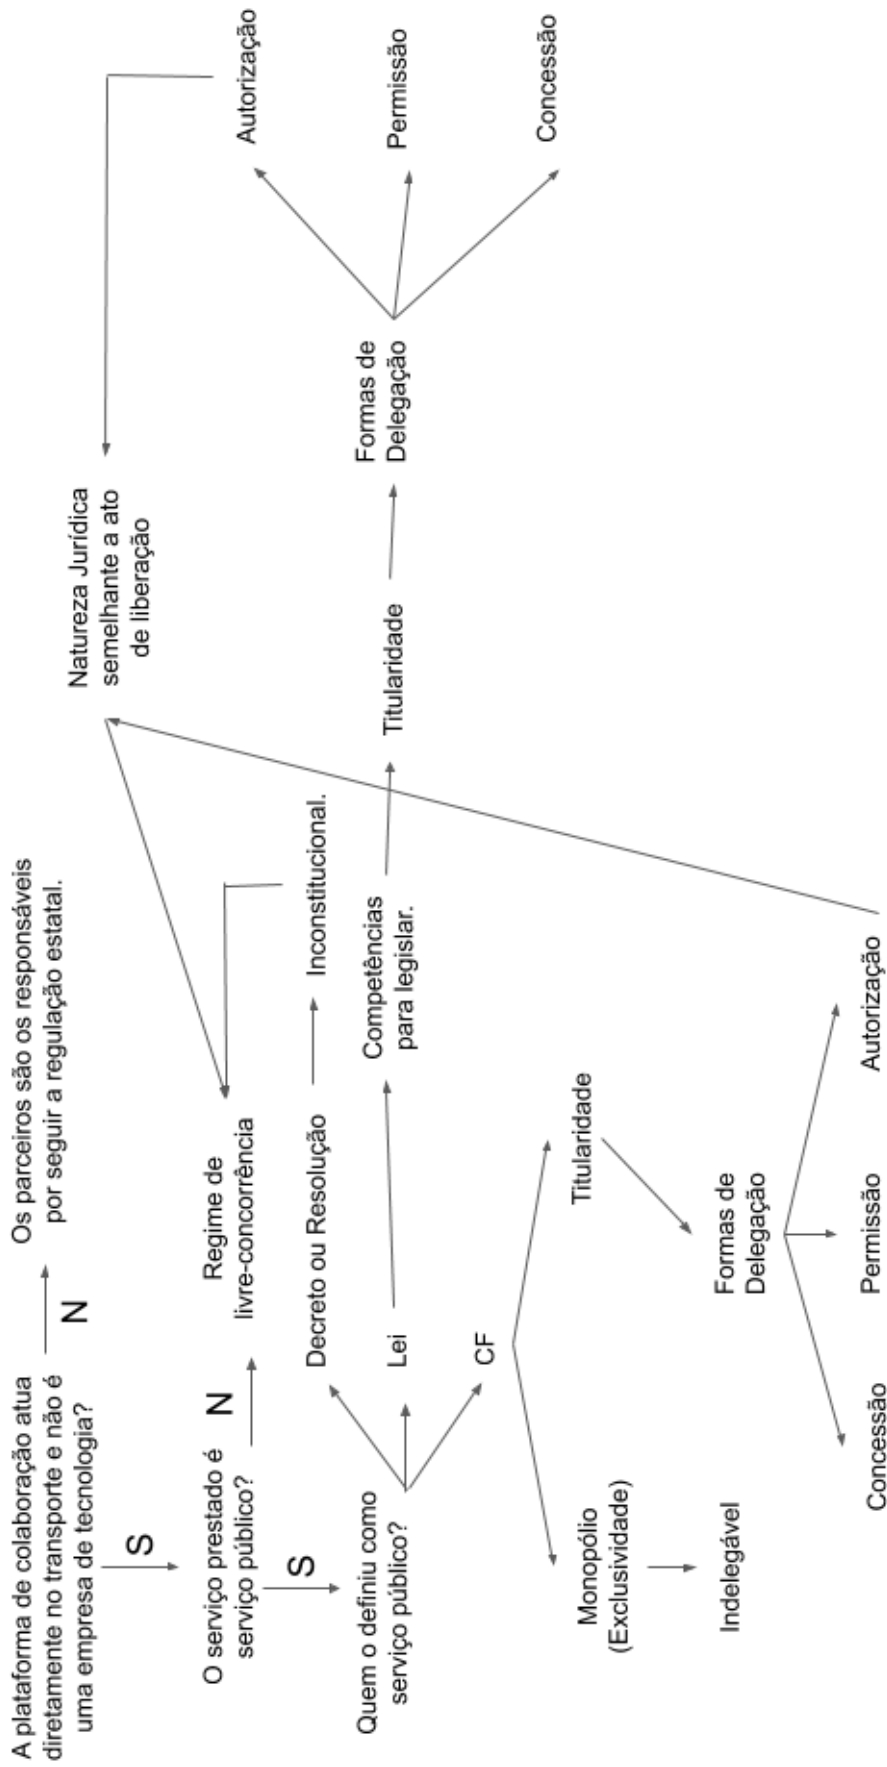 A plataforma de colaboração atua
diretamente no transporte e não é
uma empresa de tecnologia?
N
Os parceiros são os responsáveis
por seguir a regulação estatal.
S
O serviço prestado é
serviço público?
N
Regime de
livre-concorrência
Natureza Jurídica
semelhante a ato
de liberação
S
Quem o definiu como
serviço público?
Decreto ou Resolução
Inconstitucional.
Lei
Competências
para legislar.
Titularidade
Formas de
Delegação
Autorização
Permissão
Concessão
CF
Monopólio
(Exclusividade)
Indelegável
Titularidade
Formas de
Delegação
Concessão
Permissão
Autorização